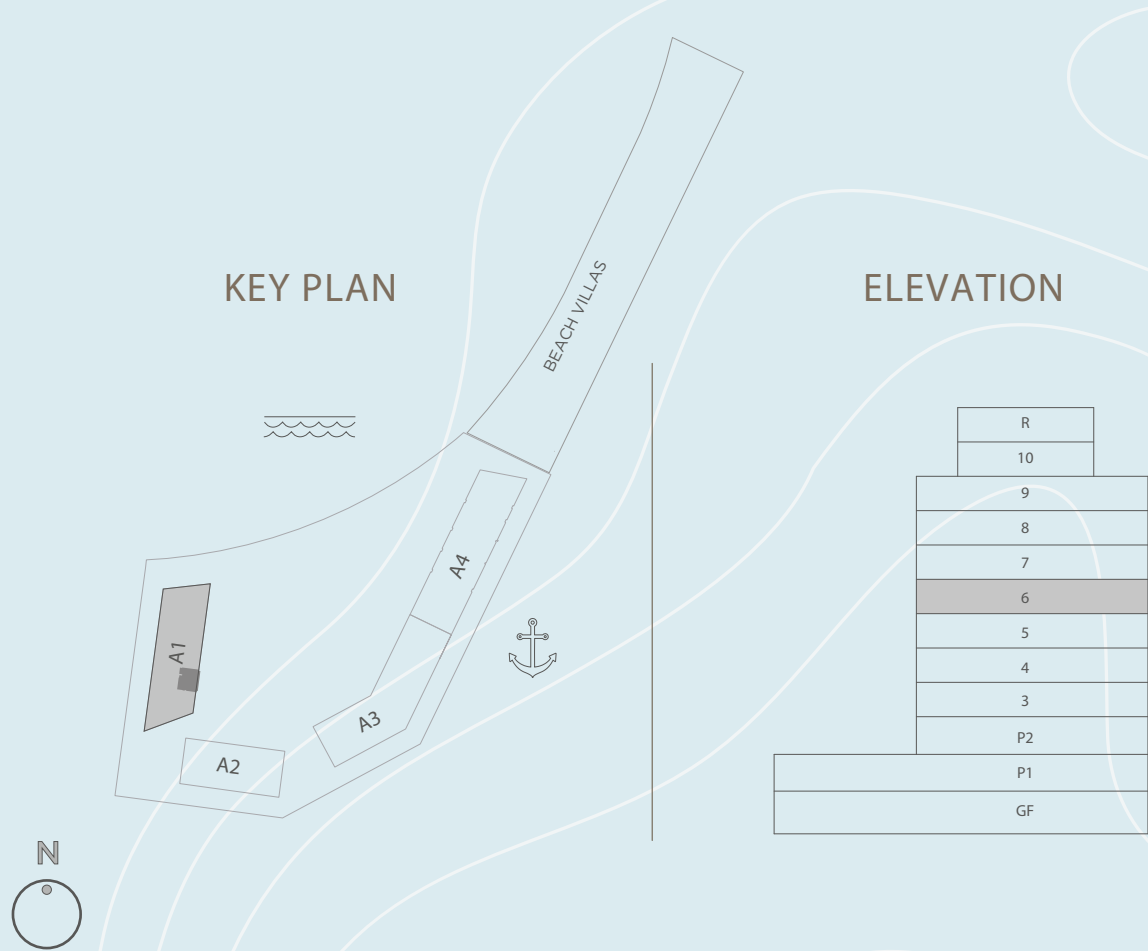 KEY PLAN
ELEVATION
BEACH VILLAS
A4
A1
A3
A2
N
R
10
9
8
7
6
5
4
3
P2
P1
GF